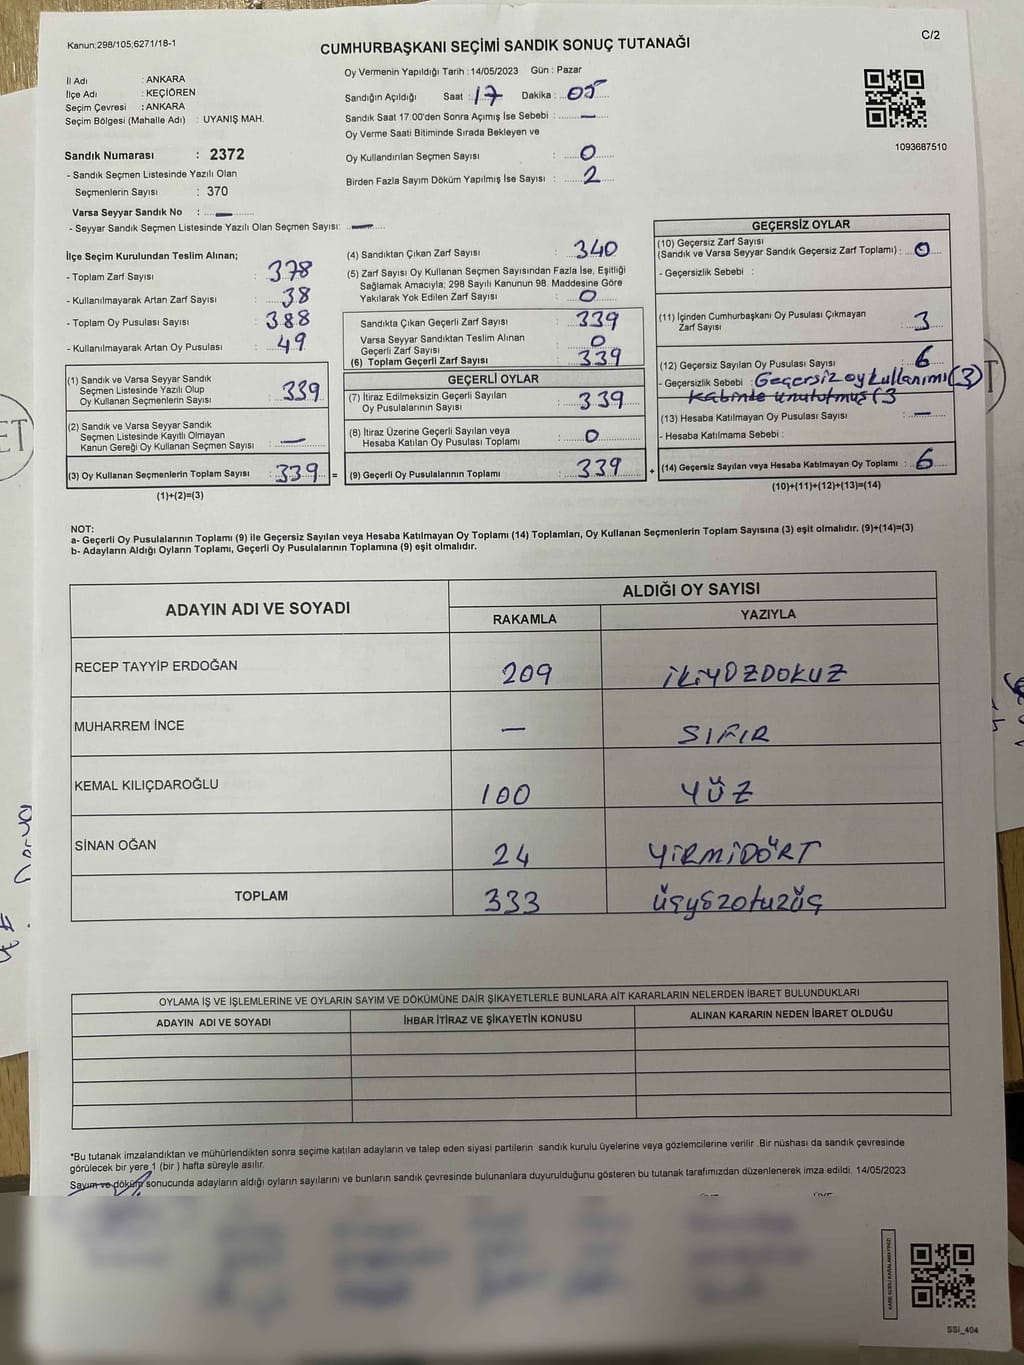 Kanun;298/105;6271/18-1
C/2
CUMHURBAŞKANI SEÇİMİ SANDIK SONUÇ TUTANAĞI
İl Adı : ANKARA
İlçe Adı : KEÇİÖREN
Seçim Çevresi : ANKARA
Seçim Bölgesi (Mahalle Adı) : UYANIŞ MAH.
Sandık Numarası : 2372
- Sandık Seçmen Listesinde Yazılı Olan
Seçmenlerin Sayısı : 370
Varsa Seyyar Sandık No : —
- Seyyar Sandık Seçmen Listesinde Yazılı Olan Seçmen Sayısı: —
Oy Vermenin Yapıldığı Tarih : 14/05/2023 Gün : Pazar
Sandığın Açıldığı Saat : 17 Dakika : 05
Sandık Saat 17.00'den Sonra Açımış İse Sebebi : —
Oy Verme Saati Bitiminde Sırada Bekleyen ve
Oy Kullandırılan Seçmen Sayısı : 0
Birden Fazla Sayım Döküm Yapılmış İse Sayısı : 2
1093687510
İlçe Seçim Kurulundan Teslim Alınan;
- Toplam Zarf Sayısı : 378
- Kullanılmayarak Artan Zarf Sayısı : 38
- Toplam Oy Pusulası Sayısı : 388
- Kullanılmayarak Artan Oy Pusulası : 49
(1) Sandık ve Varsa Seyyar Sandık
Seçmen Listesinde Yazılı Olup
Oy Kullanan Seçmenlerin Sayısı : 339
(2) Sandık ve Varsa Seyyar Sandık
Seçmen Listesinde Kayıtlı Olmayan
Kanun Gereği Oy Kullanan Seçmen Sayısı : —
(3) Oy Kullanan Seçmenlerin Toplam Sayısı : 339 =
(1)+(2)=(3)
(4) Sandıktan Çıkan Zarf Sayısı : 340
(5) Zarf Sayısı Oy Kullanan Seçmen Sayısından Fazla İse, Eşitliği
Sağlamak Amacıyla; 298 Sayılı Kanunun 98. Maddesine Göre
Yakılarak Yok Edilen Zarf Sayısı : 0
Sandıkta Çıkan Geçerli Zarf Sayısı : 339
Varsa Seyyar Sandıktan Teslim Alınan
Geçerli Zarf Sayısı : 0
(6) Toplam Geçerli Zarf Sayısı : 339
GEÇERLİ OYLAR
(7) İtiraz Edilmeksizin Geçerli Sayılan
Oy Pusulalarının Sayısı : 339
(8) İtiraz Üzerine Geçerli Sayılan veya
Hesaba Katılan Oy Pusulası Toplamı : 0
(9) Geçerli Oy Pusulalarının Toplamı : 339 +
GEÇERSİZ OYLAR
(10) Geçersiz Zarf Sayısı
(Sandık ve Varsa Seyyar Sandık Geçersiz Zarf Toplamı) : 0
- Geçersizlik Sebebi :
(11) İçinden Cumhurbaşkanı Oy Pusulası Çıkmayan
Zarf Sayısı : 3
(12) Geçersiz Sayılan Oy Pusulası Sayısı : 6
- Geçersizlik Sebebi : Geçersiz oy kullanımı (3)
kabinde unutulmuş (3
(13) Hesaba Katılmayan Oy Pusulası Sayısı : —
- Hesaba Katılmama Sebebi :
(14) Geçersiz Sayılan veya Hesaba Katılmayan Oy Toplamı : 6
(10)+(11)+(12)+(13)=(14)
NOT:
a- Geçerli Oy Pusulalarının Toplamı (9) ile Geçersiz Sayılan veya Hesaba Katılmayan Oy Toplamı (14) Toplamları, Oy Kullanan Seçmenlerin Toplam Sayısına (3) eşit olmalıdır. (9)+(14)=(3)
b- Adayların Aldığı Oyların Toplamı, Geçerli Oy Pusulalarının Toplamına (9) eşit olmalıdır.
ADAYIN ADI VE SOYADI
ALDIĞI OY SAYISI
RAKAMLA YAZIYLA
RECEP TAYYİP ERDOĞAN 209 İKİYÜZDOKUZ
MUHARREM İNCE — SIFIR
KEMAL KILIÇDAROĞLU 100 YÜZ
SİNAN OĞAN 24 YİRMİDÖRT
TOPLAM 333 üçyüzotuzüç
OYLAMA İŞ VE İŞLEMLERİNE VE OYLARIN SAYIM VE DÖKÜMÜNE DAİR ŞİKAYETLERLE BUNLARA AİT KARARLARIN NELERDEN İBARET BULUNDUKLARI
ADAYIN ADI VE SOYADI İHBAR İTİRAZ VE ŞİKAYETİN KONUSU ALINAN KARARIN NEDEN İBARET OLDUĞU
*Bu tutanak imzalandıktan ve mühürlendikten sonra seçime katılan adayların ve talep eden siyasi partilerin sandık kurulu üyelerine veya gözlemcilerine verilir .Bir nüshası da sandık çevresinde
görülecek bir yere 1 (bir ) hafta süreyle asılır.
Sayım ve döküm sonucunda adayların aldığı oyların sayılarını ve bunların sandık çevresinde bulunanlara duyurulduğunu gösteren bu tutanak tarafımızdan düzenlenerek imza edildi. 14/05/2023
KARE KODU KARALAMAYINIZ!
SSI_404